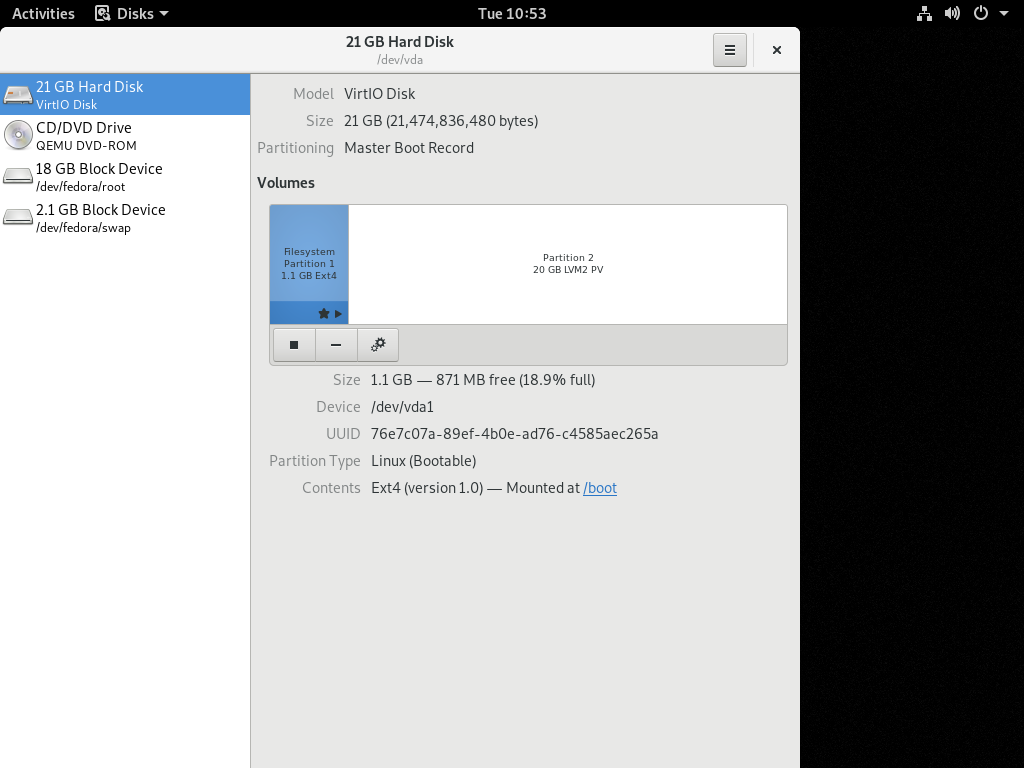 Activities Disks Tue 10:53
21 GB Hard Disk
/dev/vda
21 GB Hard Disk
VirtIO Disk
CD/DVD Drive
QEMU DVD-ROM
18 GB Block Device
/dev/fedora/root
2.1 GB Block Device
/dev/fedora/swap
Model VirtIO Disk
Size 21 GB (21,474,836,480 bytes)
Partitioning Master Boot Record
Volumes
Filesystem
Partition 1
1.1 GB Ext4
Partition 2
20 GB LVM2 PV
Size 1.1 GB — 871 MB free (18.9% full)
Device /dev/vda1
UUID 76e7c07a-89ef-4b0e-ad76-c4585aec265a
Partition Type Linux (Bootable)
Contents Ext4 (version 1.0) — Mounted at /boot